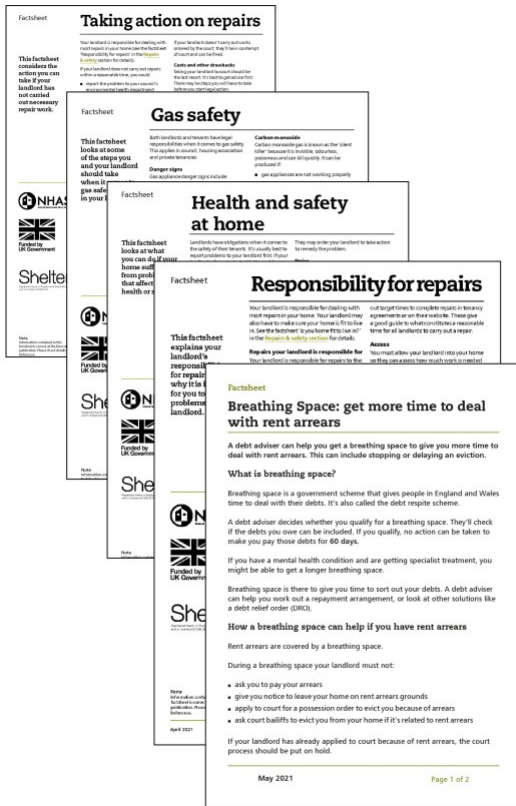 Factsheet
Taking action on repairs
This factsheet
considers the
action you can
take if your
landlord has
not carried
out necessary
repair work.
Your landlord is responsible for dealing with
most repairs in your home (see the factsheet
'Responsibility for repairs' in the Repairs
& safety section for details).
If your landlord does not carry out repairs
within a reasonable time, you could:
report the problem to your council's
environmental health department
If your landlord doesn't carry out works
ordered by the court, they'll be in contempt
of court and can be fined.
Costs and other drawbacks
Taking your landlord to court should be
the last resort. It's best to get advice first.
There may be steps you will have to take
before you start legal action.
NHAS
Funded by
UK Government
Shelter
Note
Factsheet
Gas safety
This factsheet
looks at some
of the steps you
and your landlord
should take
when it
gas safe
in your
Both landlords and tenants have legal
responsibilities when it comes to gas safety.
This applies in council, housing association
and private tenancies.
Danger signs
Gas appliance danger signs include
Carbon monoxide
Carbon monoxide gas is known as the 'silent
killer' because it is invisible, odourless,
poisonous and can kill quickly. It can be
produced if:
gas appliances are not working properly
Funded by
UK Government
She
Note
Factsheet
Health and safety
at home
This factsheet
looks at what
you can do if your
home suff
from prob
that affect
health or
Landlords have obligations when it comes to
the safety of their tenants. It's usually best to
report problems to your landlord first. If your
They may order your landlord to take action
to remedy the problem.
Funded by
UK Government
She
Note
Factsheet
Responsibility for repairs
This factsheet
explains your
landlord's
responsi
for repair
why it is i
for you to
problems
landlord.
Your landlord is responsible for dealing with
most repairs in your home. Your landlord may
also have to make sure your home is fit to live
in. See the factsheet 'Is your home fit to live in?'
in the Repairs & safety section for details.
Repairs your landlord is responsible for
Your landlord is responsible for repairs to the
out target times to complete repairs in tenancy
agreements or on their website. These give
a good guide to what constitutes a reasonable
time for all landlords to carry out a repair.
Access
You must allow your landlord into your home
so they can assess how much work is needed
N
Funded by
UK Government
She
Note
April 2021
Factsheet
Breathing Space: get more time to deal
with rent arrears
A debt adviser can help you get a breathing space to give you more time to
deal with rent arrears. This can include stopping or delaying an eviction.
What is breathing space?
Breathing space is a government scheme that gives people in England and Wales
time to deal with their debts. It's also called the debt respite scheme.
A debt adviser decides whether you qualify for a breathing space. They'll check
if the debts you owe can be included. If you qualify, no action can be taken to
make you pay those debts for 60 days.
If you have a mental health condition and are getting specialist treatment, you
might be able to get a longer breathing space.
Breathing space is there to give you time to sort out your debts. A debt adviser
can help you work out a repayment arrangement, or look at other solutions like
a debt relief order (DRO).
How a breathing space can help if you have rent arrears
Rent arrears are covered by a breathing space.
During a breathing space your landlord must not:
ask you to pay your arrears
give you notice to leave your home on rent arrears grounds
apply to court for a possession order to evict you because of arrears
ask court bailiffs to evict you from your home if it's related to rent arrears
If your landlord has already applied to court because of rent arrears, the court
process should be put on hold.
May 2021
Page 1 of 2